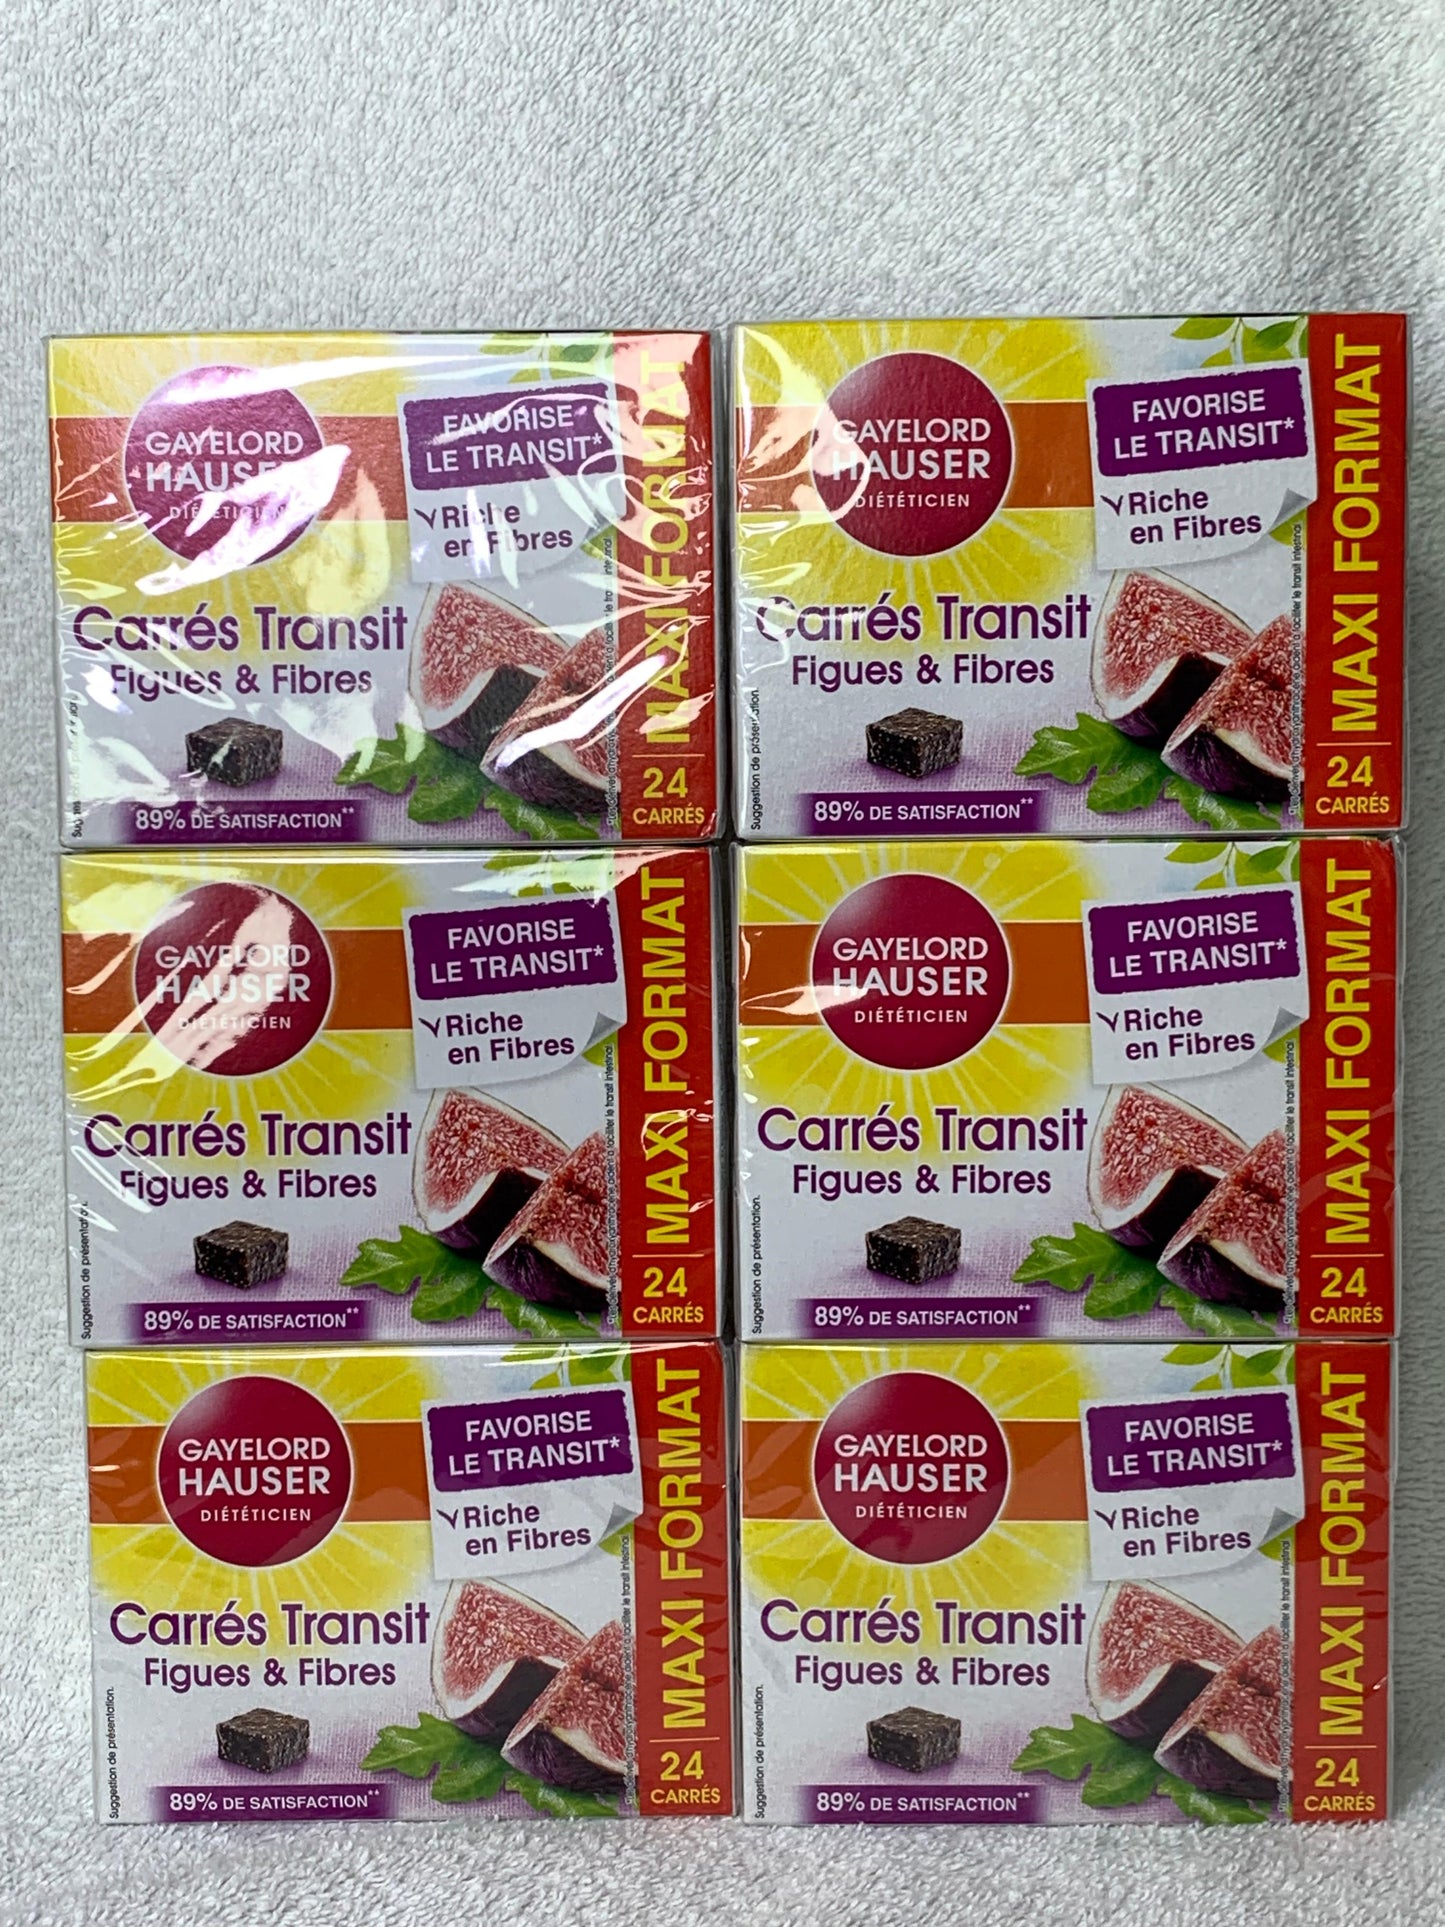 GAYELORD
HAUSER
DIÉTÉTICIEN
FAVORISE
LE TRANSIT*
Riche
en Fibres
Carrés Transit
Figues & Fibres
89% DE SATISFACTION**
MAXI FORMAT
24
CARRÉS
GAYELORD
HAUSER
DIÉTÉTICIEN
FAVORISE
LE TRANSIT*
Riche
en Fibres
Carrés Transit
Figues & Fibres
Suggestion de présentation.
89% DE SATISFACTION**
MAXI FORMAT
24
CARRÉS
GAYELORD
HAUSER
DIÉTÉTICIEN
FAVORISE
LE TRANSIT*
Riche
en Fibres
Carrés Transit
Figues & Fibres
Suggestion de présentation.
89% DE SATISFACTION**
MAXI FORMAT
24
CARRÉS
GAYELORD
HAUSER
DIÉTÉTICIEN
FAVORISE
LE TRANSIT*
Riche
en Fibres
Carrés Transit
Figues & Fibres
Suggestion de présentation.
89% DE SATISFACTION**
MAXI FORMAT
24
CARRÉS
GAYELORD
HAUSER
DIÉTÉTICIEN
FAVORISE
LE TRANSIT*
Riche
en Fibres
Carrés Transit
Figues & Fibres
Suggestion de présentation.
89% DE SATISFACTION**
aident à faciliter le transit intestinal
MAXI FORMAT
24
CARRÉS
GAYELORD
HAUSER
DIÉTÉTICIEN
FAVORISE
LE TRANSIT*
Riche
en Fibres
Carrés Transit
Figues & Fibres
Suggestion de présentation.
89% DE SATISFACTION**
MAXI FORMAT
24
CARRÉS